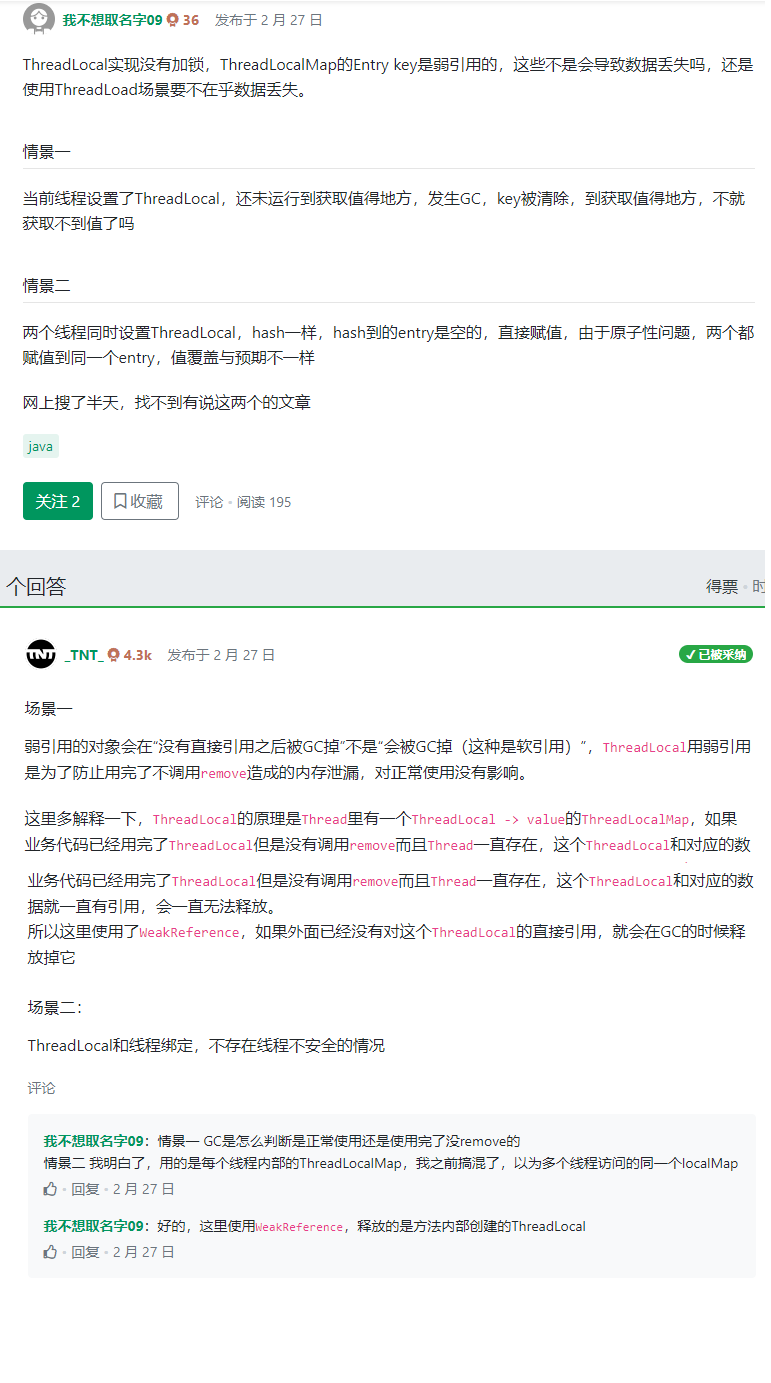 我不想取名字09 36 发布于 2 月 27 日
ThreadLocal实现没有加锁，ThreadLocalMap的Entry key是弱引用的，这些不是会导致数据丢失吗，还是
使用ThreadLoad场景要不在乎数据丢失。
情景一
当前线程设置了ThreadLocal，还未运行到获取值得地方，发生GC，key被清除，到获取值得地方，不就
获取不到值了吗
情景二
两个线程同时设置ThreadLocal，hash一样，hash到的entry是空的，直接赋值，由于原子性问题，两个都
赋值到同一个entry，值覆盖与预期不一样
网上搜了半天，找不到有说这两个的文章
java
关注 2 收藏 评论 • 阅读 195
个回答 得票 • 时
TNT _TNT_ 4.3k 发布于 2 月 27 日 ✓ 已被采纳
场景一
弱引用的对象会在“没有直接引用之后被GC掉”不是“会被GC掉（这种是软引用）”，ThreadLocal用弱引用
是为了防止用完了不调用remove造成的内存泄漏，对正常使用没有影响。
这里多解释一下，ThreadLocal的原理是Thread里有一个ThreadLocal -> value的ThreadLocalMap，如果
业务代码已经用完了ThreadLocal但是没有调用remove而且Thread一直存在，这个ThreadLocal和对应的数
业务代码已经用完了ThreadLocal但是没有调用remove而且Thread一直存在，这个ThreadLocal和对应的数
据就一直有引用，会一直无法释放。
所以这里使用了WeakReference，如果外面已经没有对这个ThreadLocal的直接引用，就会在GC的时候释
放掉它
场景二：
ThreadLocal和线程绑定，不存在线程不安全的情况
评论
我不想取名字09：情景一 GC是怎么判断是正常使用还是使用完了没remove的
情景二 我明白了，用的是每个线程内部的ThreadLocalMap，我之前搞混了，以为多个线程访问的同一个localMap
• 回复 • 2 月 27 日
我不想取名字09：好的，这里使用WeakReference，释放的是方法内部创建的ThreadLocal
• 回复 • 2 月 27 日